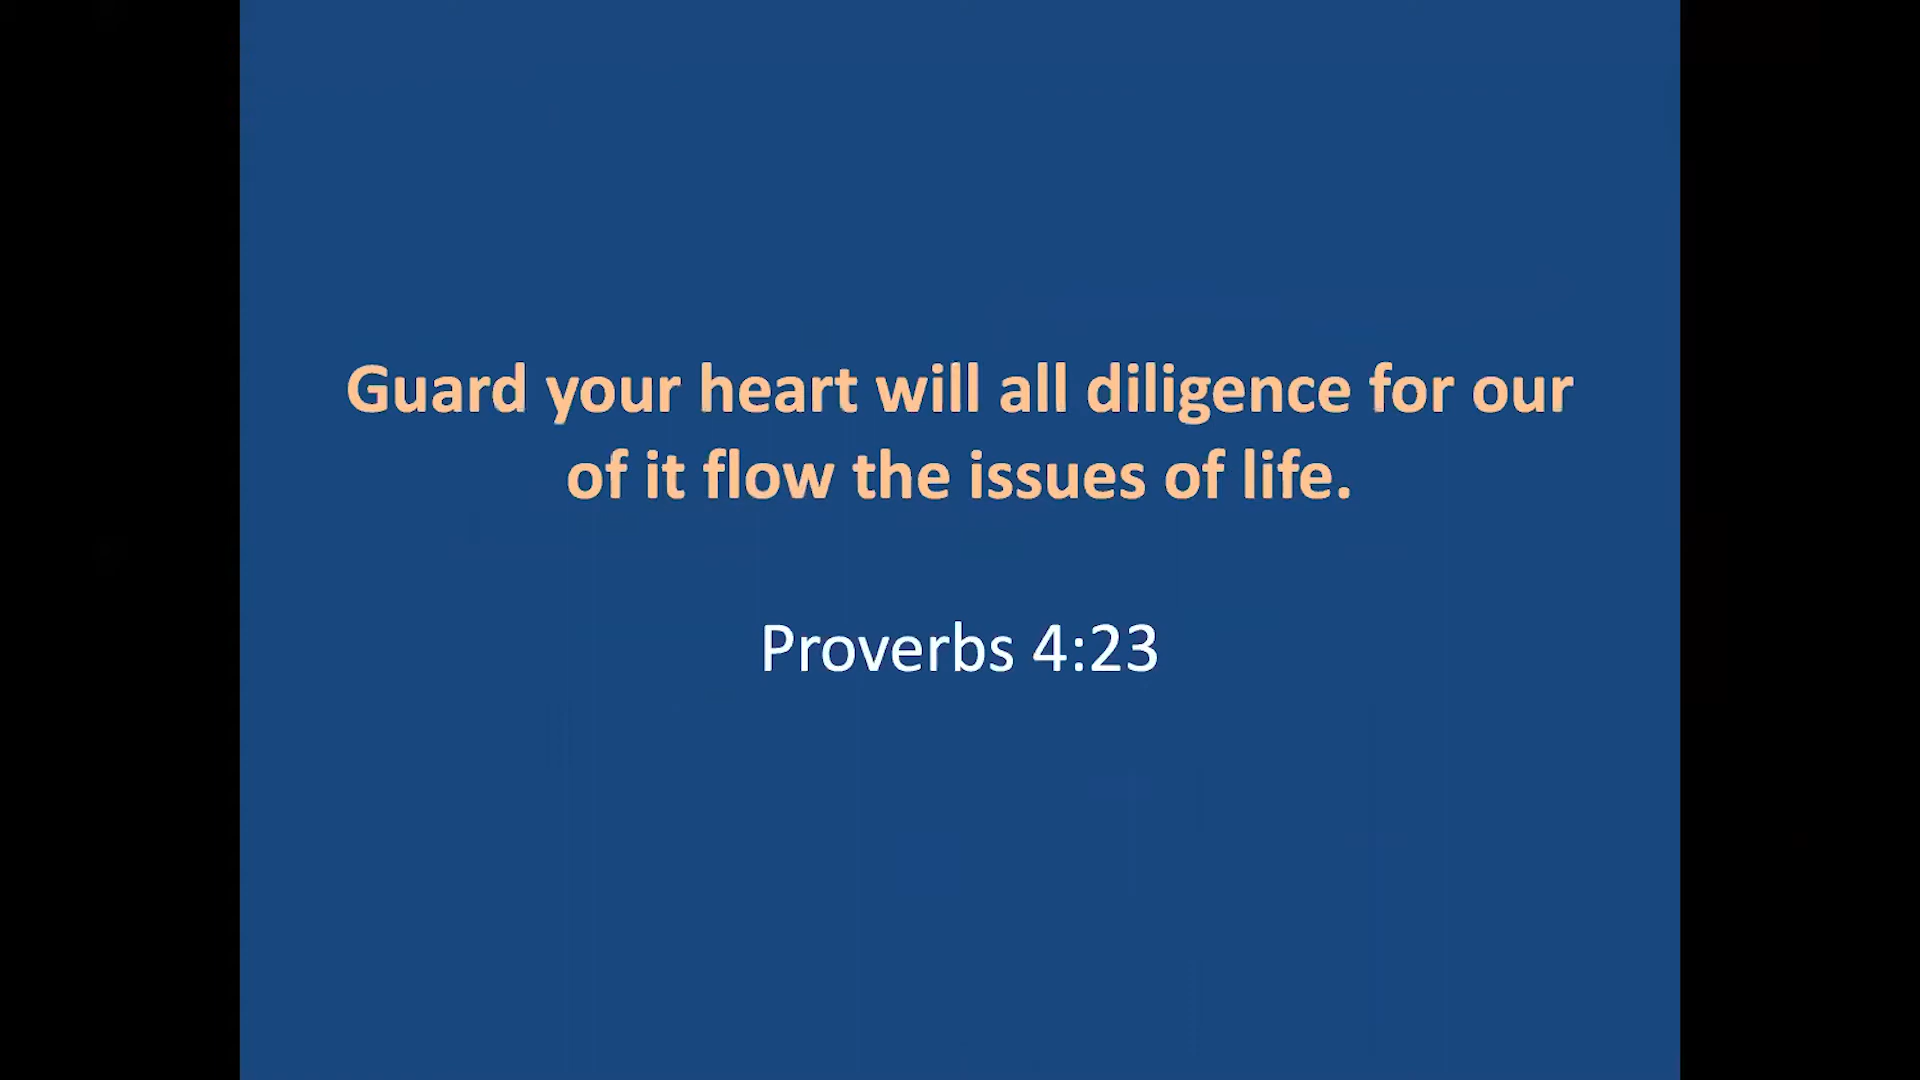 Guard your heart will all diligence for our
of it flow the issues of life.
Proverbs 4:23